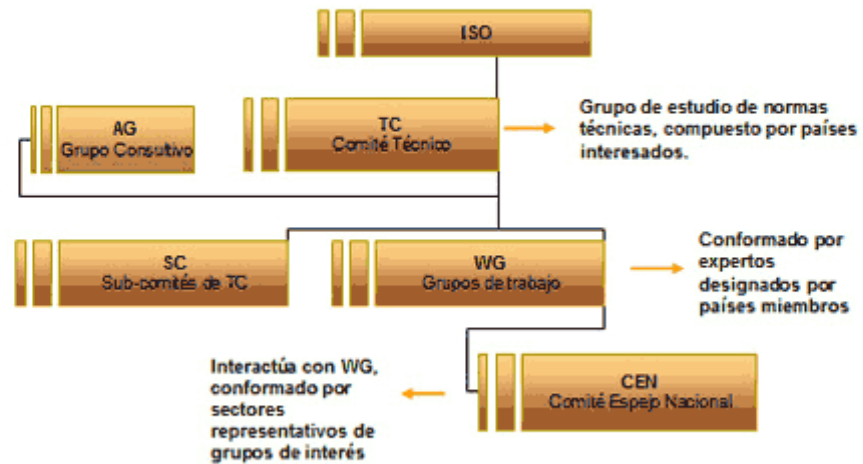 ISO
AG
Grupo Consultivo
TC
Comité Técnico
Grupo de estudio de normas
técnicas, compuesto por países
interesados.
SC
Sub-comités de TC
WG
Grupos de trabajo
Conformado por
expertos
designados por
países miembros
Interactúa con WG,
conformado por
sectores
representativos de
grupos de interés
CEN
Comité Espejo Nacional